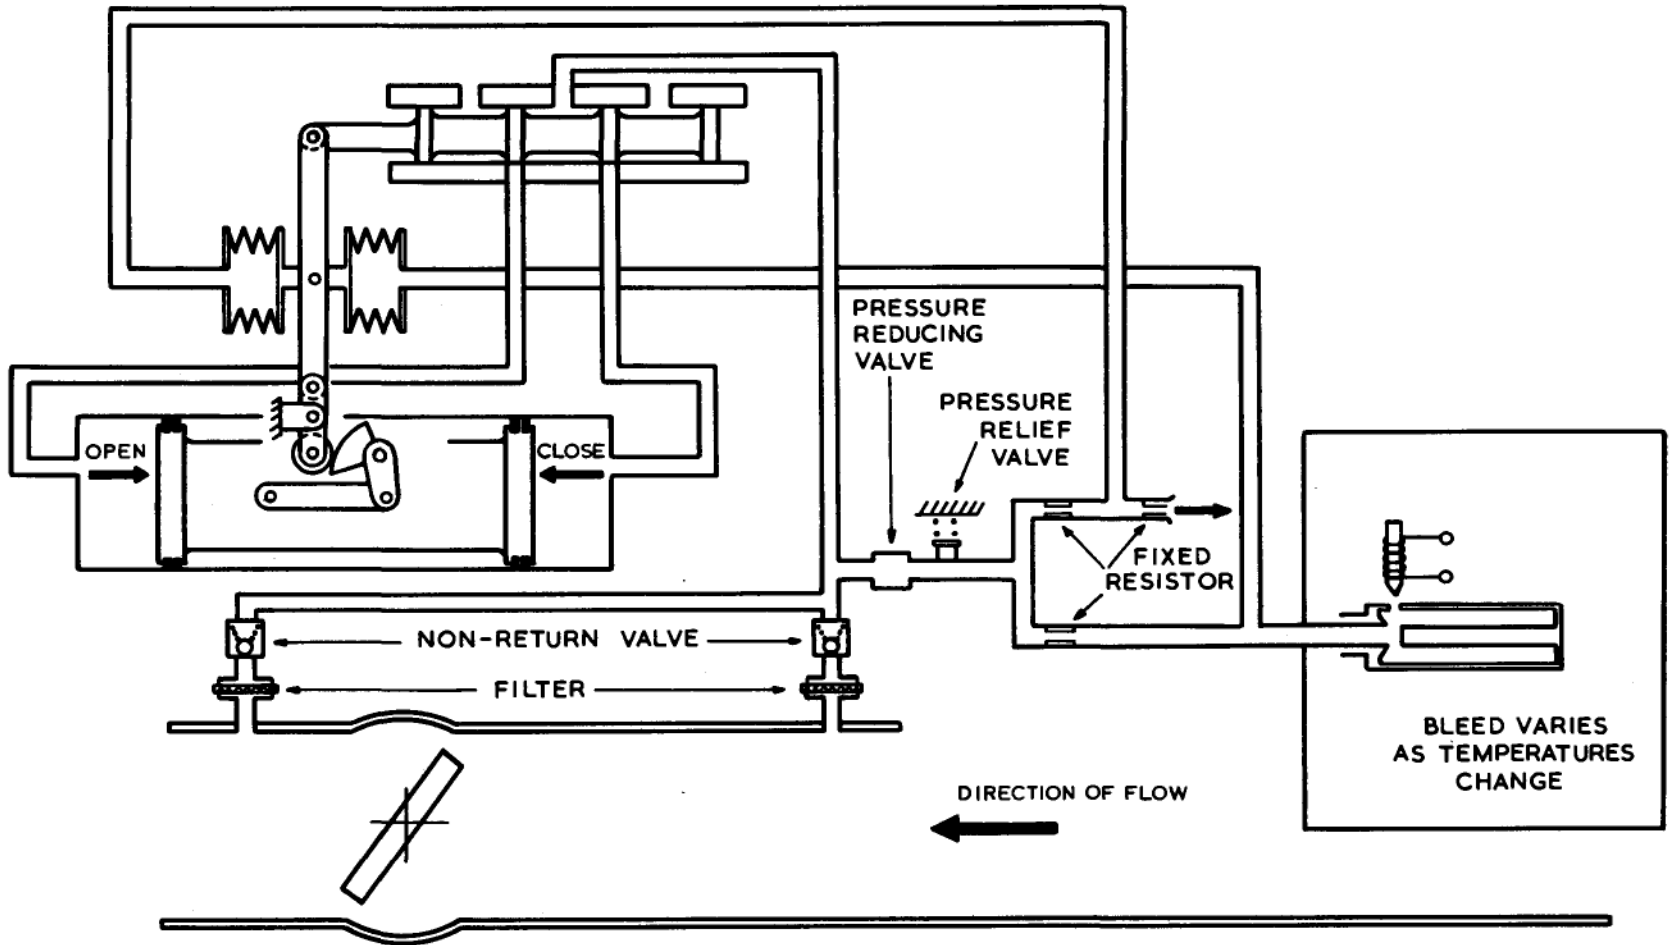 PRESSURE
REDUCING
VALVE
PRESSURE
RELIEF
VALVE
OPEN
CLOSE
FIXED
RESISTOR
NON-RETURN VALVE
FILTER
BLEED VARIES
AS TEMPERATURES
CHANGE
DIRECTION OF FLOW